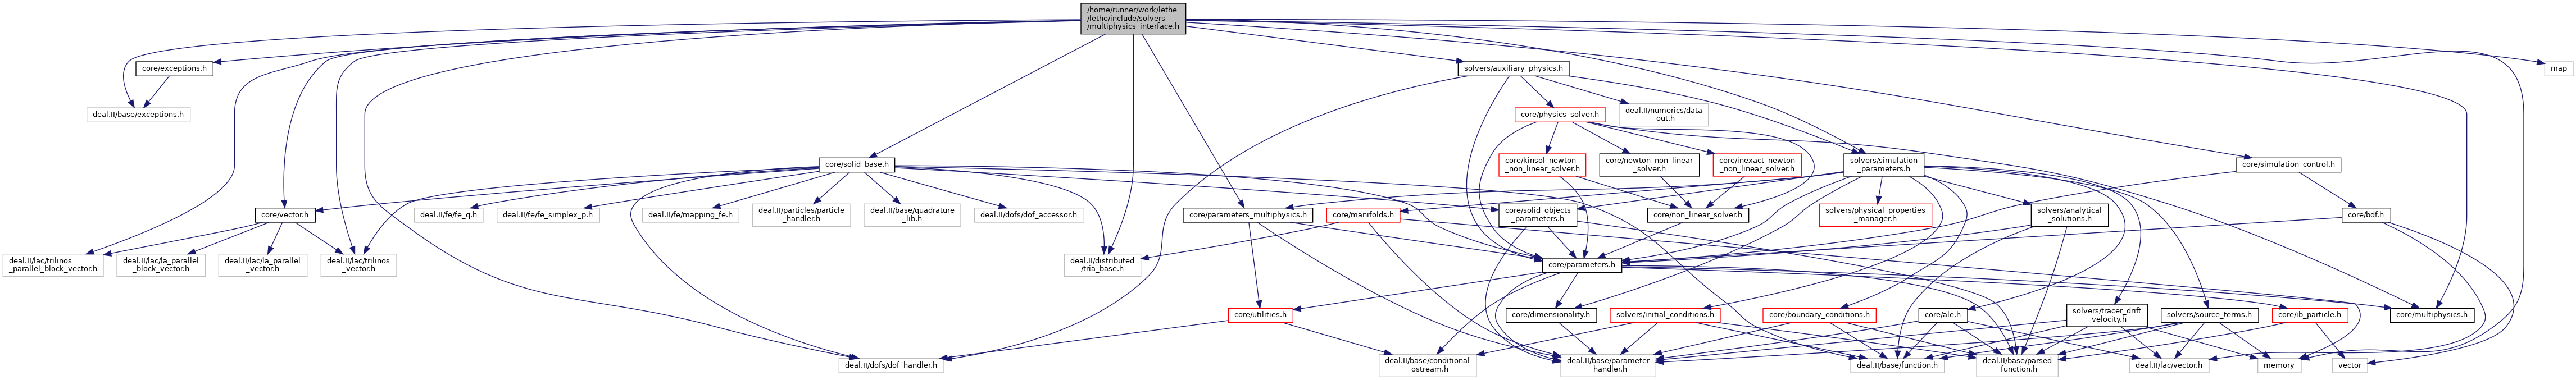 /home/runner/work/lethe
/lethe/include/solvers
/multiphysics_interface.h
core/exceptions.h
solvers/auxiliary_physics.h
map
deal.II/base/exceptions.h
core/physics_solver.h
deal.II/numerics/data
_out.h
core/solid_base.h
core/kinsol_newton
_non_linear_solver.h
core/newton_non_linear
_solver.h
core/inexact_newton
_non_linear_solver.h
solvers/simulation
_parameters.h
core/simulation_control.h
core/vector.h
deal.II/fe/fe_q.h
deal.II/fe/fe_simplex_p.h
deal.II/fe/mapping_fe.h
deal.II/particles/particle
_handler.h
deal.II/base/quadrature
_lib.h
deal.II/dofs/dof_accessor.h
core/parameters_multiphysics.h
core/manifolds.h
core/solid_objects
_parameters.h
core/non_linear_solver.h
solvers/physical_properties
_manager.h
solvers/analytical
_solutions.h
core/bdf.h
deal.II/lac/trilinos
_parallel_block_vector.h
deal.II/lac/la_parallel
_block_vector.h
deal.II/lac/la_parallel
_vector.h
deal.II/lac/trilinos
_vector.h
deal.II/distributed
/tria_base.h
core/parameters.h
core/utilities.h
core/dimensionality.h
solvers/initial_conditions.h
core/boundary_conditions.h
core/ale.h
solvers/tracer_drift
_velocity.h
solvers/source_terms.h
core/ib_particle.h
core/multiphysics.h
deal.II/dofs/dof_handler.h
deal.II/base/conditional
_ostream.h
deal.II/base/parameter
_handler.h
deal.II/base/function.h
deal.II/base/parsed
_function.h
deal.II/lac/vector.h
memory
vector